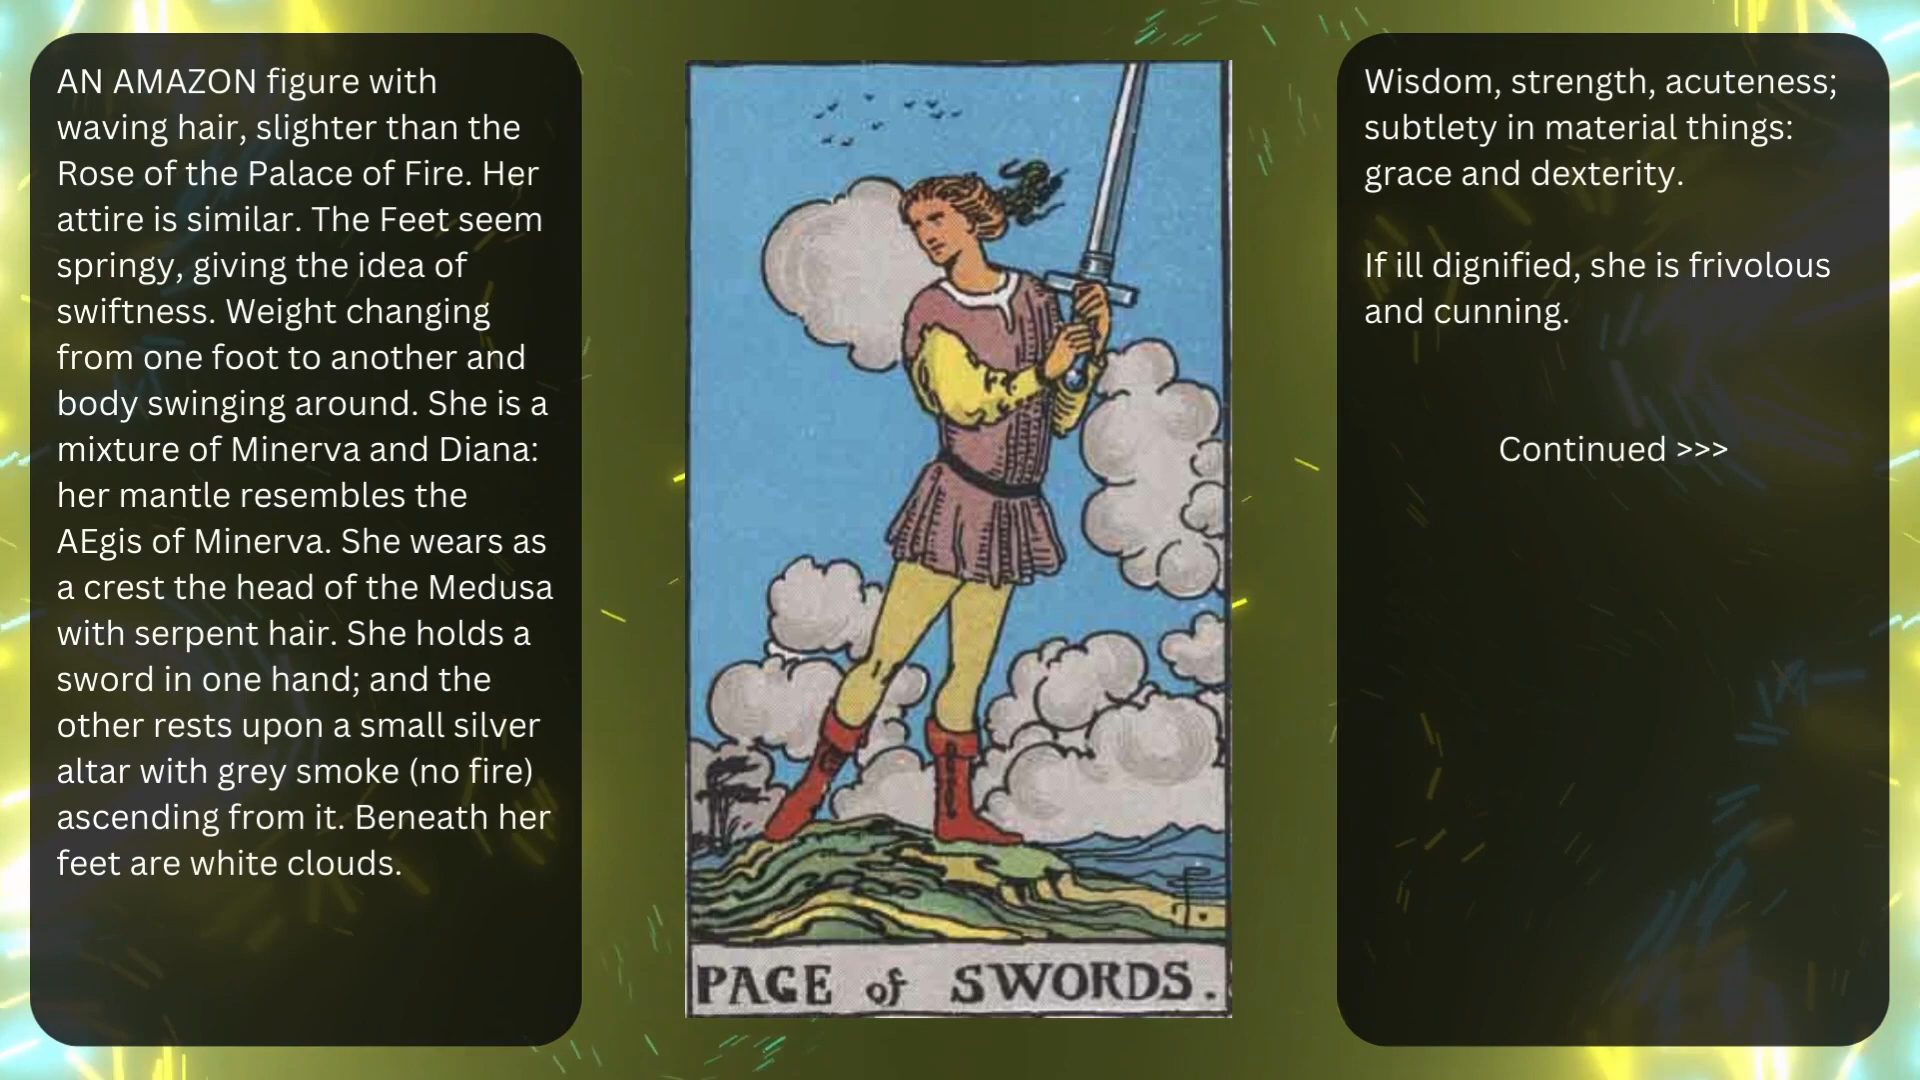 AN AMAZON figure with
waving hair, slighter than the
Rose of the Palace of Fire. Her
attire is similar. The Feet seem
springy, giving the idea of
swiftness. Weight changing
from one foot to another and
body swinging around. She is a
mixture of Minerva and Diana:
her mantle resembles the
AEgis of Minerva. She wears as
a crest the head of the Medusa
with serpent hair. She holds a
sword in one hand; and the
other rests upon a small silver
altar with grey smoke (no fire)
ascending from it. Beneath her
feet are white clouds.
PAGE of SWORDS.
Wisdom, strength, acuteness;
subtlety in material things:
grace and dexterity.
If ill dignified, she is frivolous
and cunning.
Continued >>>